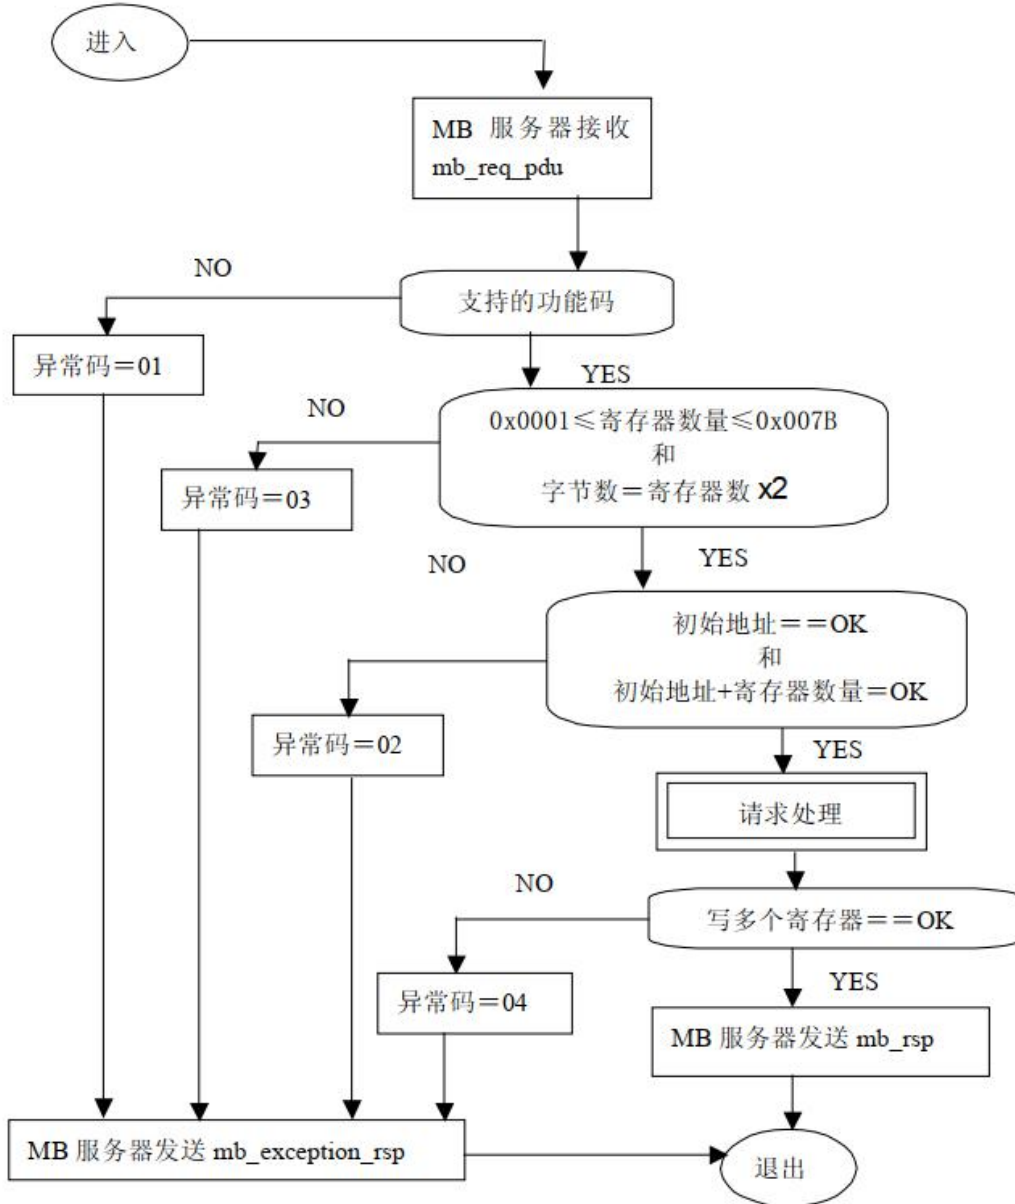 进入
MB 服务器接收
mb_req_pdu
NO
支持的功能码
异常码＝01
YES
NO
0x0001≤寄存器数量≤0x007B
和
字节数＝寄存器数 x2
异常码＝03
NO
YES
初始地址＝＝OK
和
初始地址+寄存器数量＝OK
异常码＝02
YES
请求处理
NO
写多个寄存器＝＝OK
异常码＝04
YES
MB 服务器发送 mb_rsp
MB 服务器发送 mb_exception_rsp
退出